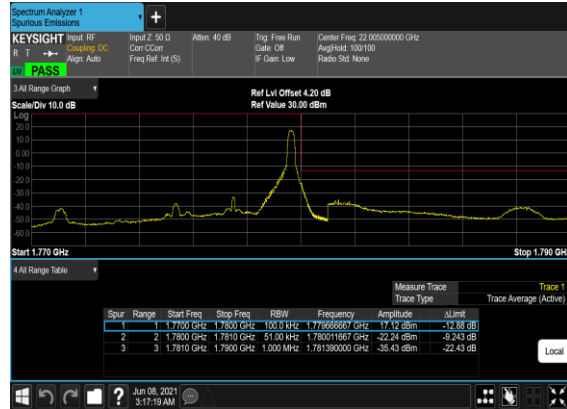 Spectrum Analyzer 1
Spurious Emissions
+
KEYSIGHT Input: RF Input Z: 50 Ω Atten: 40 dB Trig: Free Run Center Freq: 22.005000000 GHz
R T Coupling: DC Corr CCorr Gate: Off Avg|Hold: 100/100
Align: Auto Freq Ref: Int (S) IF Gain: Low Radio Std: None
PASS
3 All Range Graph
Ref Lvl Offset 4.20 dB
Scale/Div 10.0 dB Ref Value 30.00 dBm
Log
20.0
10.0
0.00
-10.0
-20.0
-30.0
-40.0
-50.0
-60.0
Start 1.770 GHz Stop 1.790 GH
4 All Range Table
Measure Trace Trace 1
Trace Type Trace Average (Active)
Spur Range Start Freq Stop Freq RBW Frequency Amplitude ΔLimit
1 1 1.7700 GHz 1.7800 GHz 100.0 kHz 1.779666667 GHz 17.12 dBm -12.88 dB
2 2 1.7800 GHz 1.7810 GHz 51.00 kHz 1.780011667 GHz -22.24 dBm -9.243 dB
3 3 1.7810 GHz 1.7900 GHz 1.000 MHz 1.781390000 GHz -35.43 dBm -22.43 dB
Local
? Jun 08, 2021
3:17:19 AM